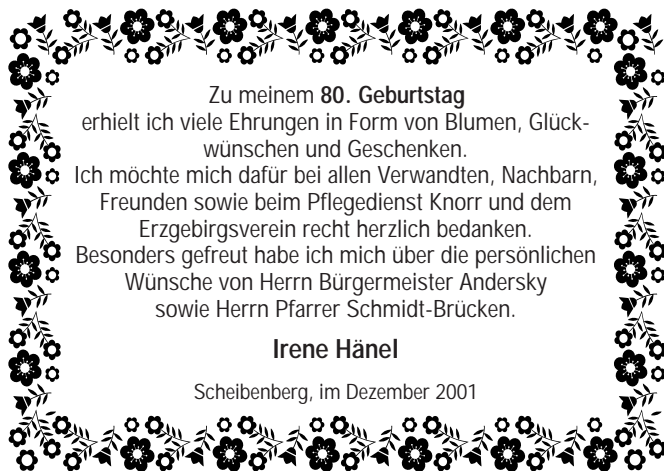 Zu meinem 80. Geburtstag
erhielt ich viele Ehrungen in Form von Blumen, Glück-
wünschen und Geschenken.
Ich möchte mich dafür bei allen Verwandten, Nachbarn,
Freunden sowie beim Pflegedienst Knorr und dem
Erzgebirgsverein recht herzlich bedanken.
Besonders gefreut habe ich mich über die persönlichen
Wünsche von Herrn Bürgermeister Andersky
sowie Herrn Pfarrer Schmidt-Brücken.
Irene Hänel
Scheibenberg, im Dezember 2001